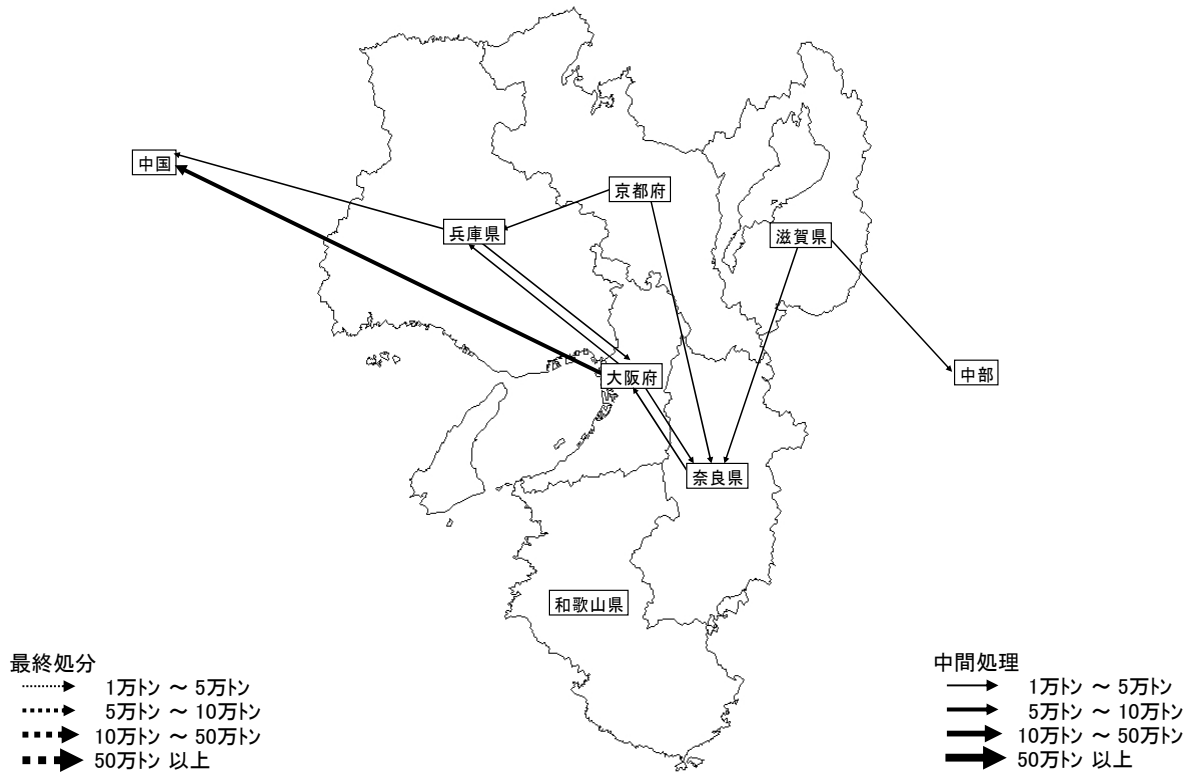 中国
京都府
兵庫県
滋賀県
大阪府
中部
奈良県
和歌山県
最終処分
1万トン ～ 5万トン
5万トン ～ 10万トン
10万トン ～ 50万トン
50万トン 以上
中間処理
1万トン ～ 5万トン
5万トン ～ 10万トン
10万トン ～ 50万トン
50万トン 以上